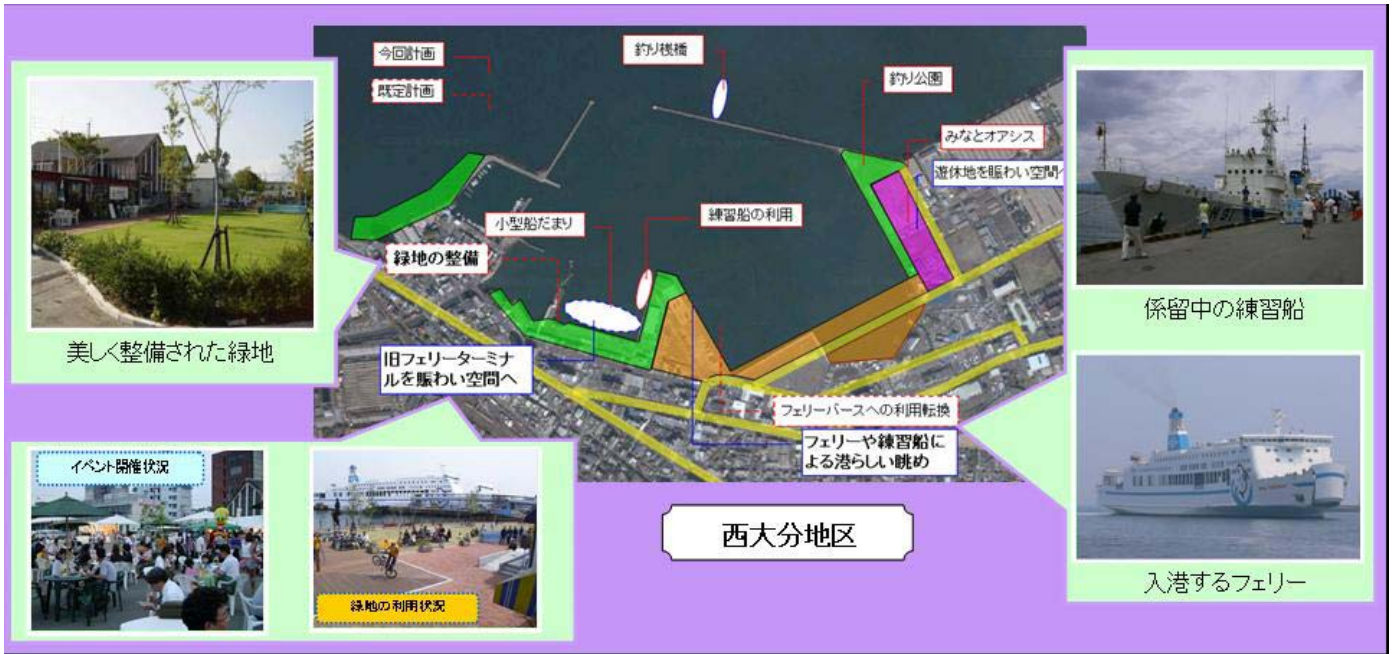 今回計画
既定計画
釣り桟橋
釣り公園
みなとオアシス
遊休地を賑わい空間へ
小型船だまり
練習船の利用
緑地の整備
旧フェリーターミナ
ルを賑わい空間へ
フェリーバースへの利用転換
フェリーや練習船に
よる港らしい眺め
美しく整備された緑地
係留中の練習船
入港するフェリー
イベント開催状況
緑地の利用状況
西大分地区